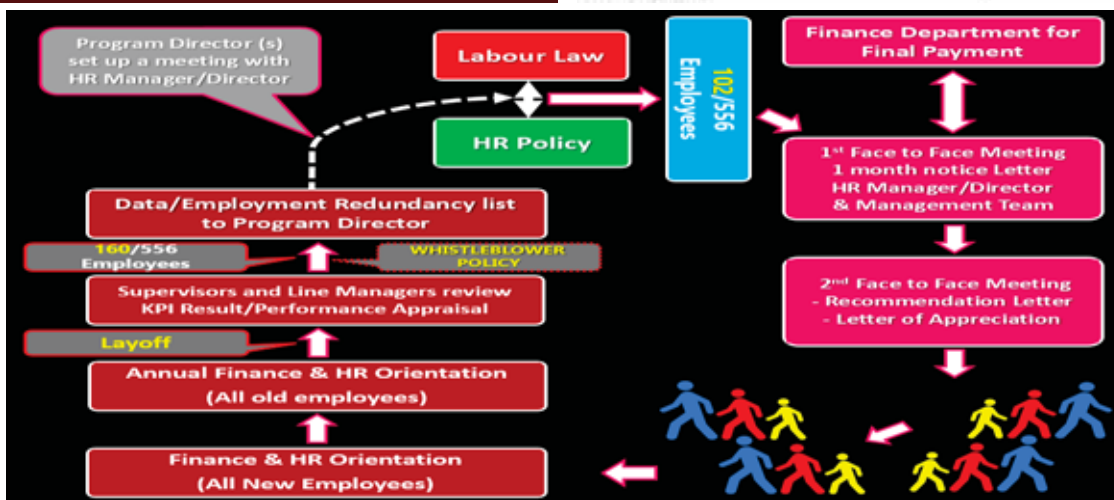 Program Director (s)
set up a meeting with
HR Manager/Director
Labour Law
HR Policy
102/556
Employees
Finance Department for
Final Payment
1st Face to Face Meeting
1 month notice Letter
HR Manager/Director
& Management Team
2nd Face to Face Meeting
- Recommendation Letter
- Letter of Appreciation
Data/Employment Redundancy list
to Program Director
160/556
Employees
WHISTLEBLOWER
POLICY
Supervisors and Line Managers review
KPI Result/Performance Appraisal
Layoff
Annual Finance & HR Orientation
(All old employees)
Finance & HR Orientation
(All New Employees)